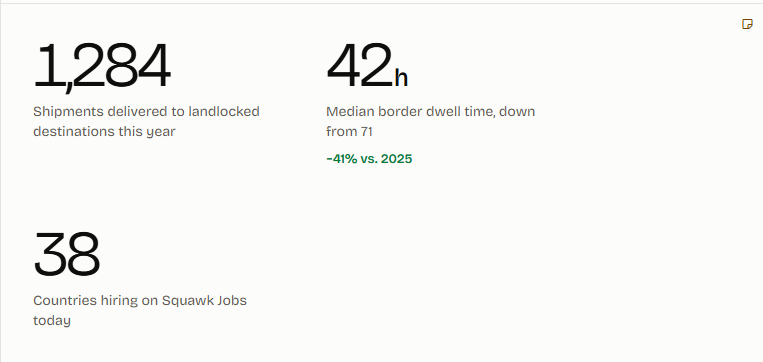 1,284
Shipments delivered to landlocked
destinations this year
42h
Median border dwell time, down
from 71
−41% vs. 2025
38
Countries hiring on Squawk Jobs
today